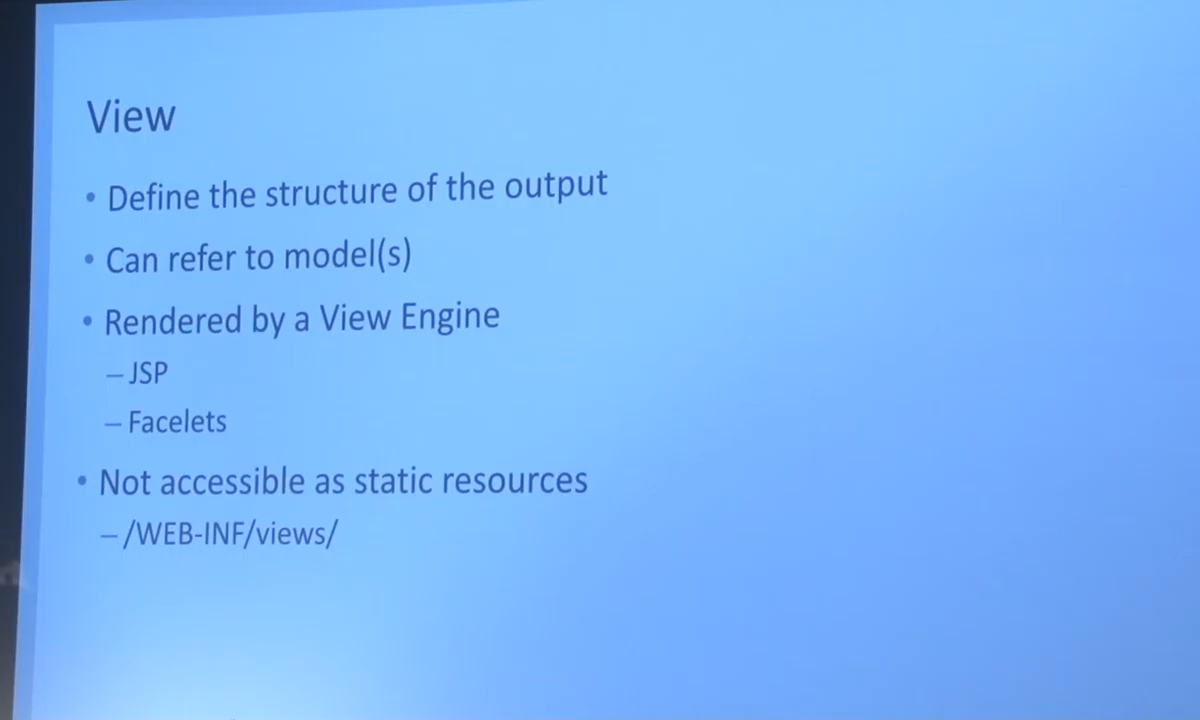 View
• Define the structure of the output
• Can refer to model(s)
• Rendered by a View Engine
– JSP
– Facelets
• Not accessible as static resources
– /WEB-INF/views/